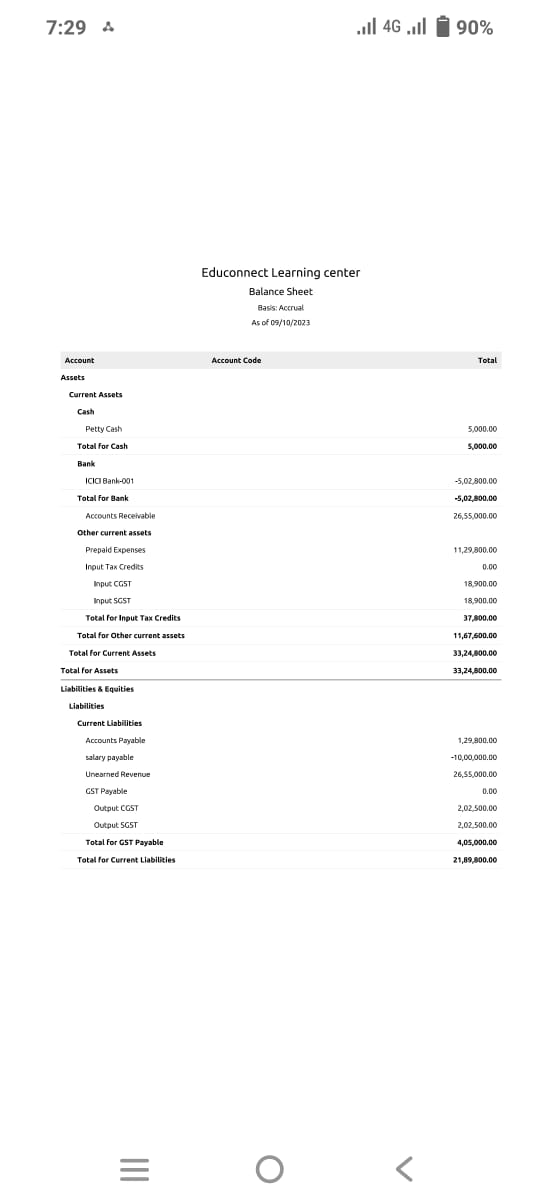 7:29 4G 90%
Educonnect Learning center
Balance Sheet
Basis: Accrual
As of 09/10/2023
Account Account Code Total
Assets
Current Assets
Cash
Petty Cash 5,000.00
Total for Cash 5,000.00
Bank
ICICI Bank-001 -5,02,800.00
Total for Bank -5,02,800.00
Accounts Receivable 26,55,000.00
Other current assets
Prepaid Expenses 11,29,800.00
Input Tax Credits 0.00
Input CGST 18,900.00
Input SGST 18,900.00
Total for Input Tax Credits 37,800.00
Total for Other current assets 11,67,600.00
Total for Current Assets 33,24,800.00
Total for Assets 33,24,800.00
Liabilities & Equities
Liabilities
Current Liabilities
Accounts Payable 1,29,800.00
salary payable -10,00,000.00
Unearned Revenue 26,55,000.00
GST Payable 0.00
Output CGST 2,02,500.00
Output SGST 2,02,500.00
Total for GST Payable 4,05,000.00
Total for Current Liabilities 21,89,800.00